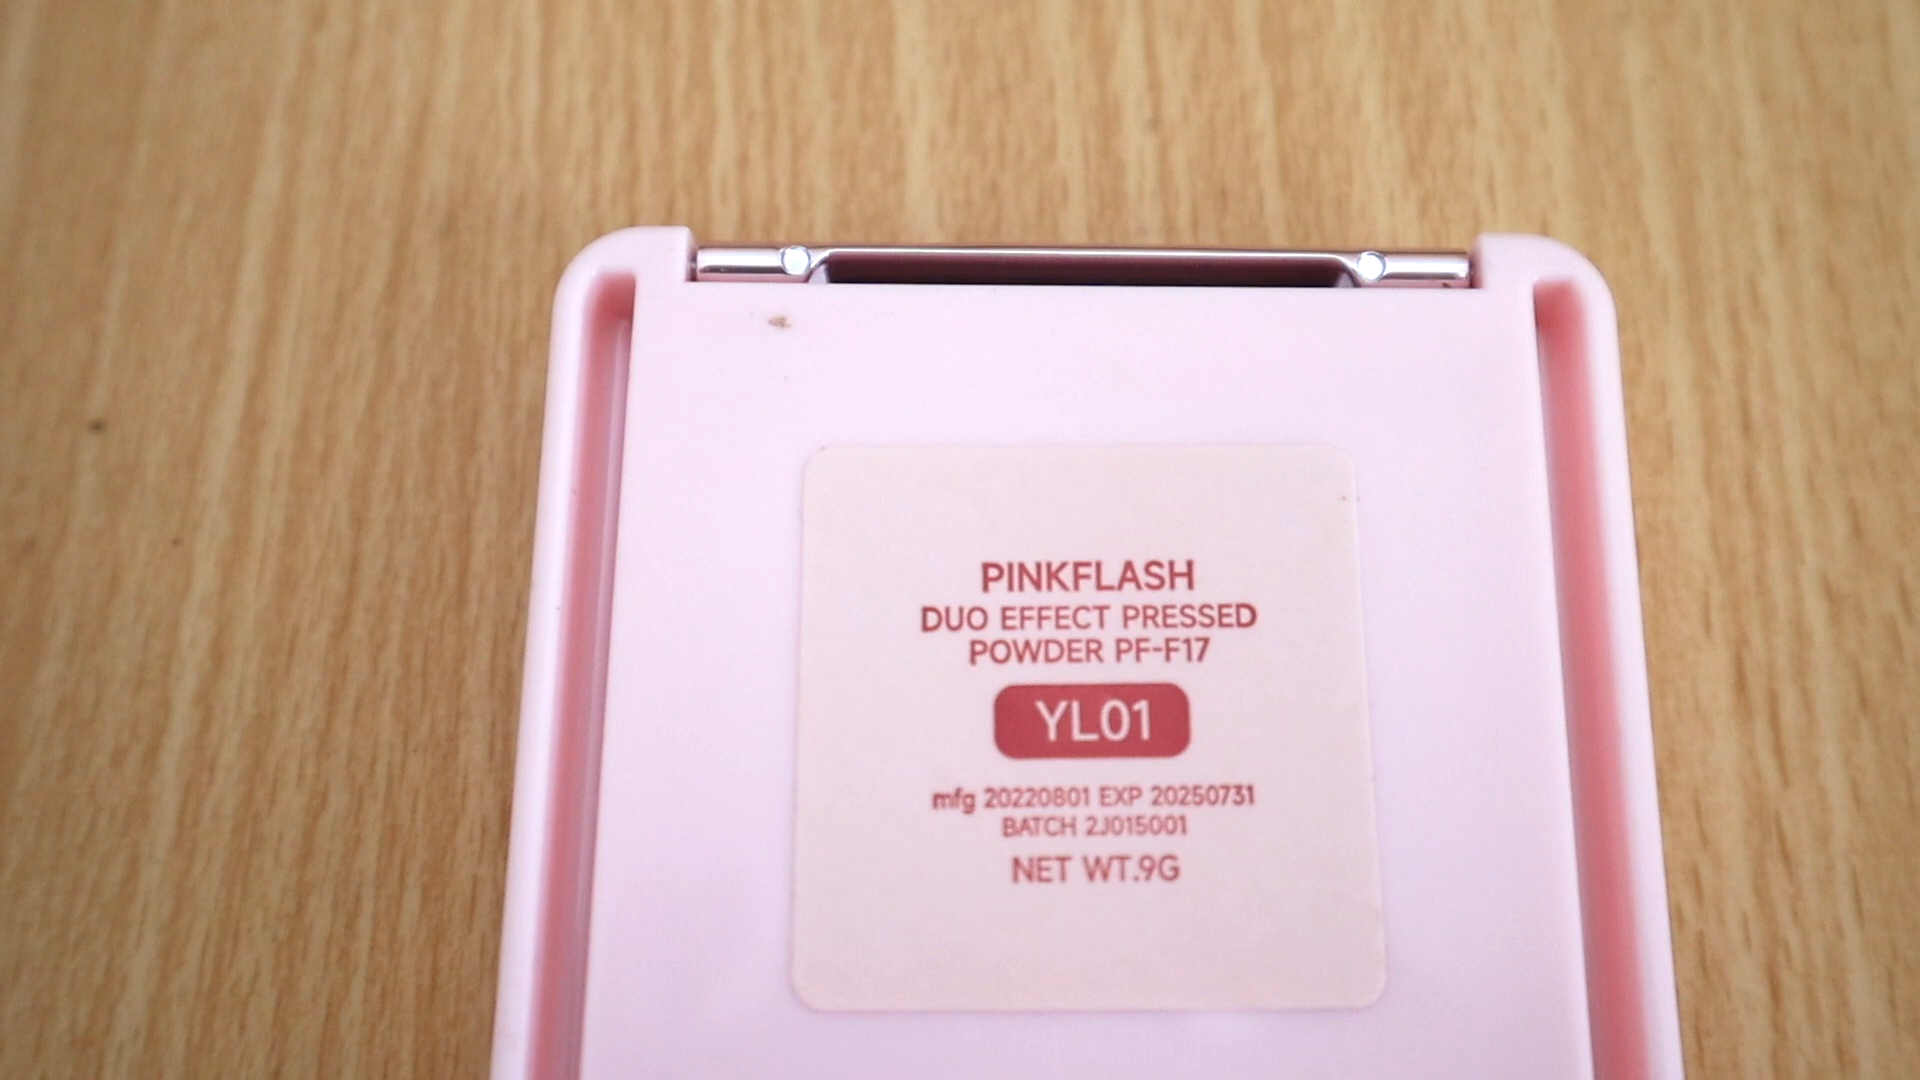 PINKFLASH
DUO EFFECT PRESSED
POWDER PF-F17
YL01
mfg 20220801 EXP 20250731
BATCH 2J015001
NET WT.9G